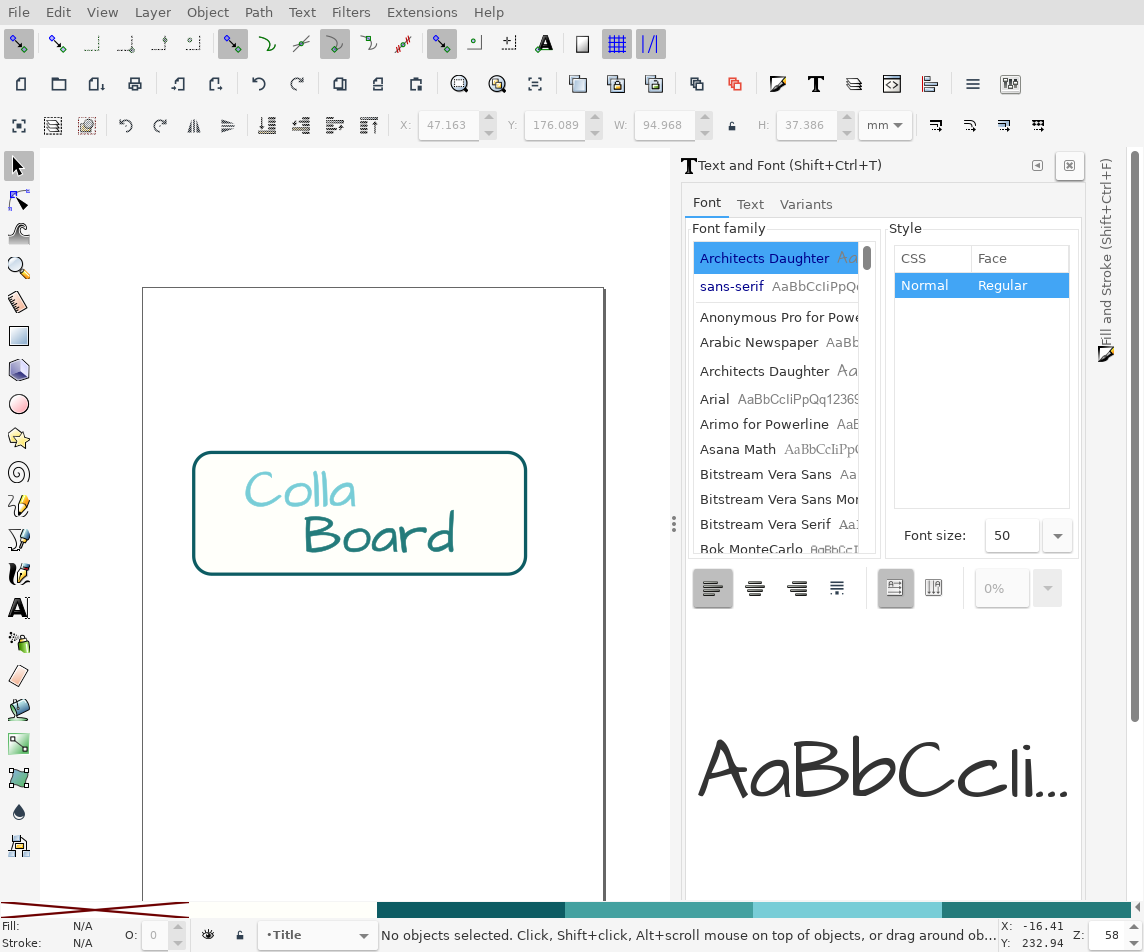 File Edit View Layer Object Path Text Filters Extensions Help
X: 47.163 Y: 176.089 W: 94.968 H: 37.386 mm
Text and Font (Shift+Ctrl+T)
Font Text Variants
Font family
Architects Daughter Aa
sans-serif AaBbCcIiPpQ
Anonymous Pro for Powe
Arabic Newspaper AaBb
Architects Daughter Aa
Arial AaBbCcIiPpQq12369
Arimo for Powerline AaB
Asana Math AaBbCcIiPp
Bitstream Vera Sans Aa
Bitstream Vera Sans Mo
Bitstream Vera Serif Aa
Bok MonteCarlo AaBbCcI
Style
CSS Face
Normal Regular
Font size: 50
0%
AaBbCcIi...
Fill and Stroke (Shift+Ctrl+F)
Colla
Board
Fill: N/A
Stroke: N/A
O: 0
•Title
No objects selected. Click, Shift+click, Alt+scroll mouse on top of objects, or drag around ob...
X: -16.41
Y: 232.94
Z: 58